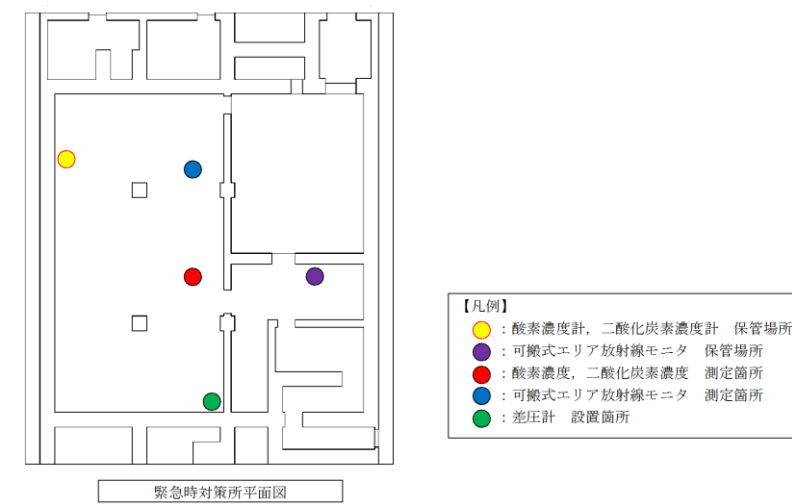 【凡例】
：酸素濃度計，二酸化炭素濃度計　保管場所
：可搬式エリア放射線モニタ　保管場所
：酸素濃度，二酸化炭素濃度　測定箇所
：可搬式エリア放射線モニタ　測定箇所
：差圧計　設置箇所
緊急時対策所平面図